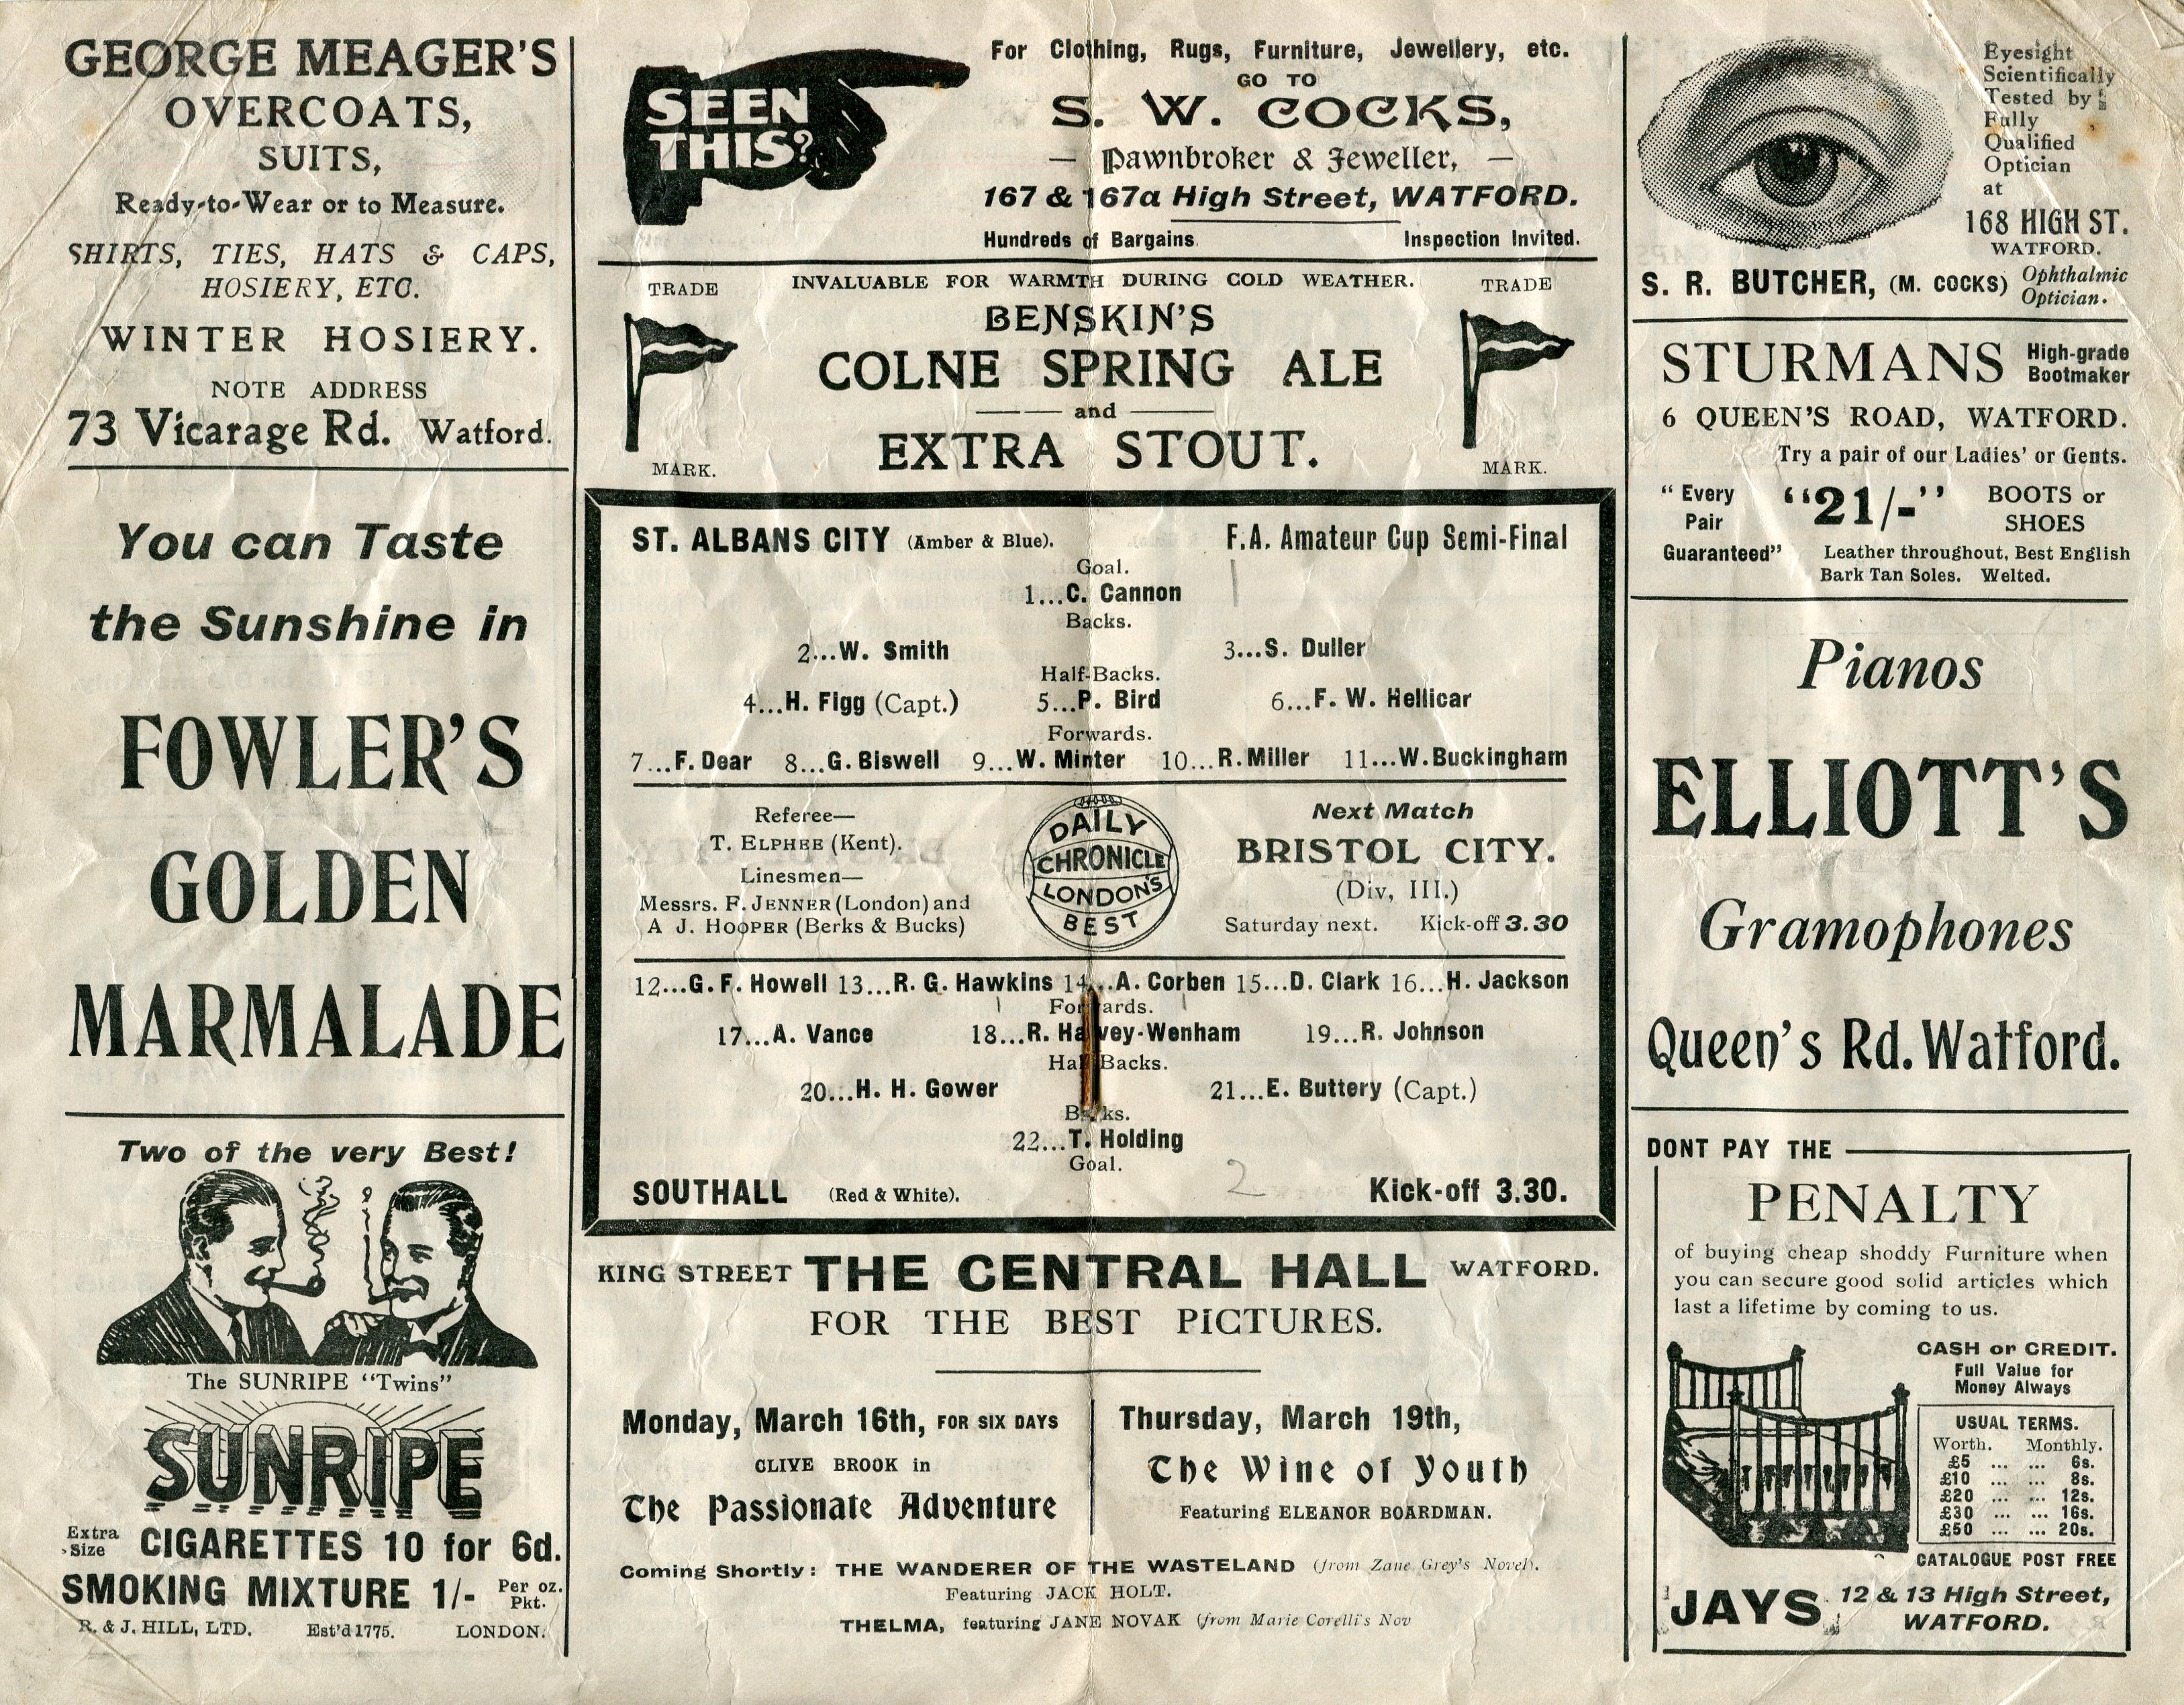 GEORGE MEAGER'S
OVERCOATS,
SUITS,
Ready-to-Wear or to Measure.
SHIRTS, TIES, HATS & CAPS,
HOSIERY, ETC.
WINTER HOSIERY.
NOTE ADDRESS
73 Vicarage Rd. Watford.
You can Taste
the Sunshine in
FOWLER'S
GOLDEN
MARMALADE
Two of the very Best!
The SUNRIPE "Twins"
SUNRIPE
Extra Size CIGARETTES 10 for 6d.
SMOKING MIXTURE 1/- Per oz. Pkt.
R. & J. HILL, LTD. Est'd 1775. LONDON.
SEEN
THIS?
For Clothing, Rugs, Furniture, Jewellery, etc.
GO TO
S. W. COCKS,
— Pawnbroker & Jeweller, —
167 & 167a High Street, WATFORD.
Hundreds of Bargains. Inspection Invited.
INVALUABLE FOR WARMTH DURING COLD WEATHER.
TRADE BENSKIN'S TRADE
COLNE SPRING ALE
and
EXTRA STOUT.
MARK. MARK.
ST. ALBANS CITY (Amber & Blue). F.A. Amateur Cup Semi-Final
Goal.
1...C. Cannon 1
Backs.
2...W. Smith 3...S. Duller
Half-Backs.
4...H. Figg (Capt.) 5...P. Bird 6...F. W. Hellicar
Forwards.
7...F. Dear 8...G. Biswell 9...W. Minter 10...R. Miller 11...W. Buckingham
Referee—
T. ELPHEE (Kent).
Linesmen—
Messrs. F. JENNER (London) and
A J. HOOPER (Berks & Bucks)
DAILY
CHRONICLE
LONDON'S
BEST
Next Match
BRISTOL CITY.
(Div, III.)
Saturday next. Kick-off 3.30
12...G. F. Howell 13...R. G. Hawkins 14...A. Corben 15...D. Clark 16...H. Jackson
Forwards.
17...A. Vance 18...R. Harvey-Wenham 19...R. Johnson
Half Backs.
20...H. H. Gower 21...E. Buttery (Capt.)
Backs.
22...T. Holding
Goal. 2
SOUTHALL (Red & White). Kick-off 3.30.
KING STREET THE CENTRAL HALL WATFORD.
FOR THE BEST PICTURES.
Monday, March 16th, FOR SIX DAYS
CLIVE BROOK in
The Passionate Adventure
Thursday, March 19th,
The Wine of Youth
Featuring ELEANOR BOARDMAN.
Coming Shortly: THE WANDERER OF THE WASTELAND (from Zane Grey's Novel).
Featuring JACK HOLT.
THELMA, featuring JANE NOVAK (from Marie Corelli's Nov
Eyesight
Scientifically
Tested by
Fully
Qualified
Optician
at
168 HIGH ST.
WATFORD.
S. R. BUTCHER, (M. COCKS) Ophthalmic Optician.
STURMANS High-grade Bootmaker
6 QUEEN'S ROAD, WATFORD.
Try a pair of our Ladies' or Gents.
"Every Pair Guaranteed" "21/-" BOOTS or SHOES
Leather throughout, Best English
Bark Tan Soles. Welted.
Pianos
ELLIOTT'S
Gramophones
Queen's Rd. Watford.
DONT PAY THE
PENALTY
of buying cheap shoddy Furniture when
you can secure good solid articles which
last a lifetime by coming to us.
CASH or CREDIT.
Full Value for
Money Always
USUAL TERMS.
Worth. Monthly.
£5 ... ... 6s.
£10 ... ... 8s.
£20 ... ... 12s.
£30 ... ... 16s.
£50 ... ... 20s.
CATALOGUE POST FREE
JAYS 12 & 13 High Street,
WATFORD.